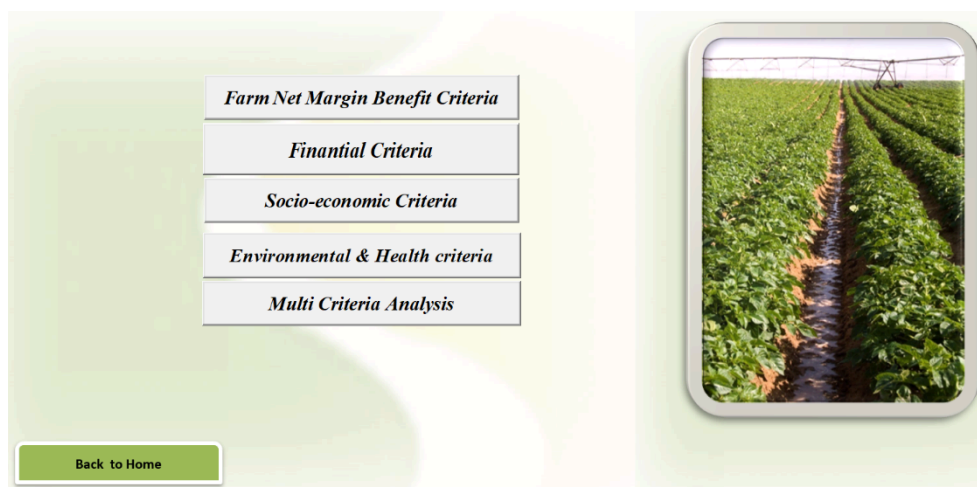 Farm Net Margin Benefit Criteria
Finantial Criteria
Socio-economic Criteria
Environmental & Health criteria
Multi Criteria Analysis
Back to Home